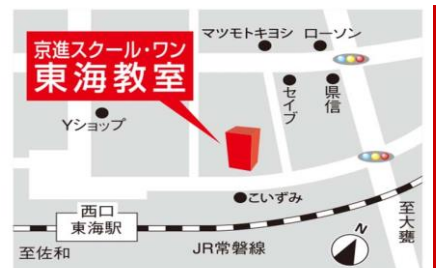 京進スクール・ワン
東海教室
マツモトキヨシ
ローソン
セイブ
県信
Yショップ
こいずみ
西口
東海駅
至佐和
JR常磐線
N
至大甕